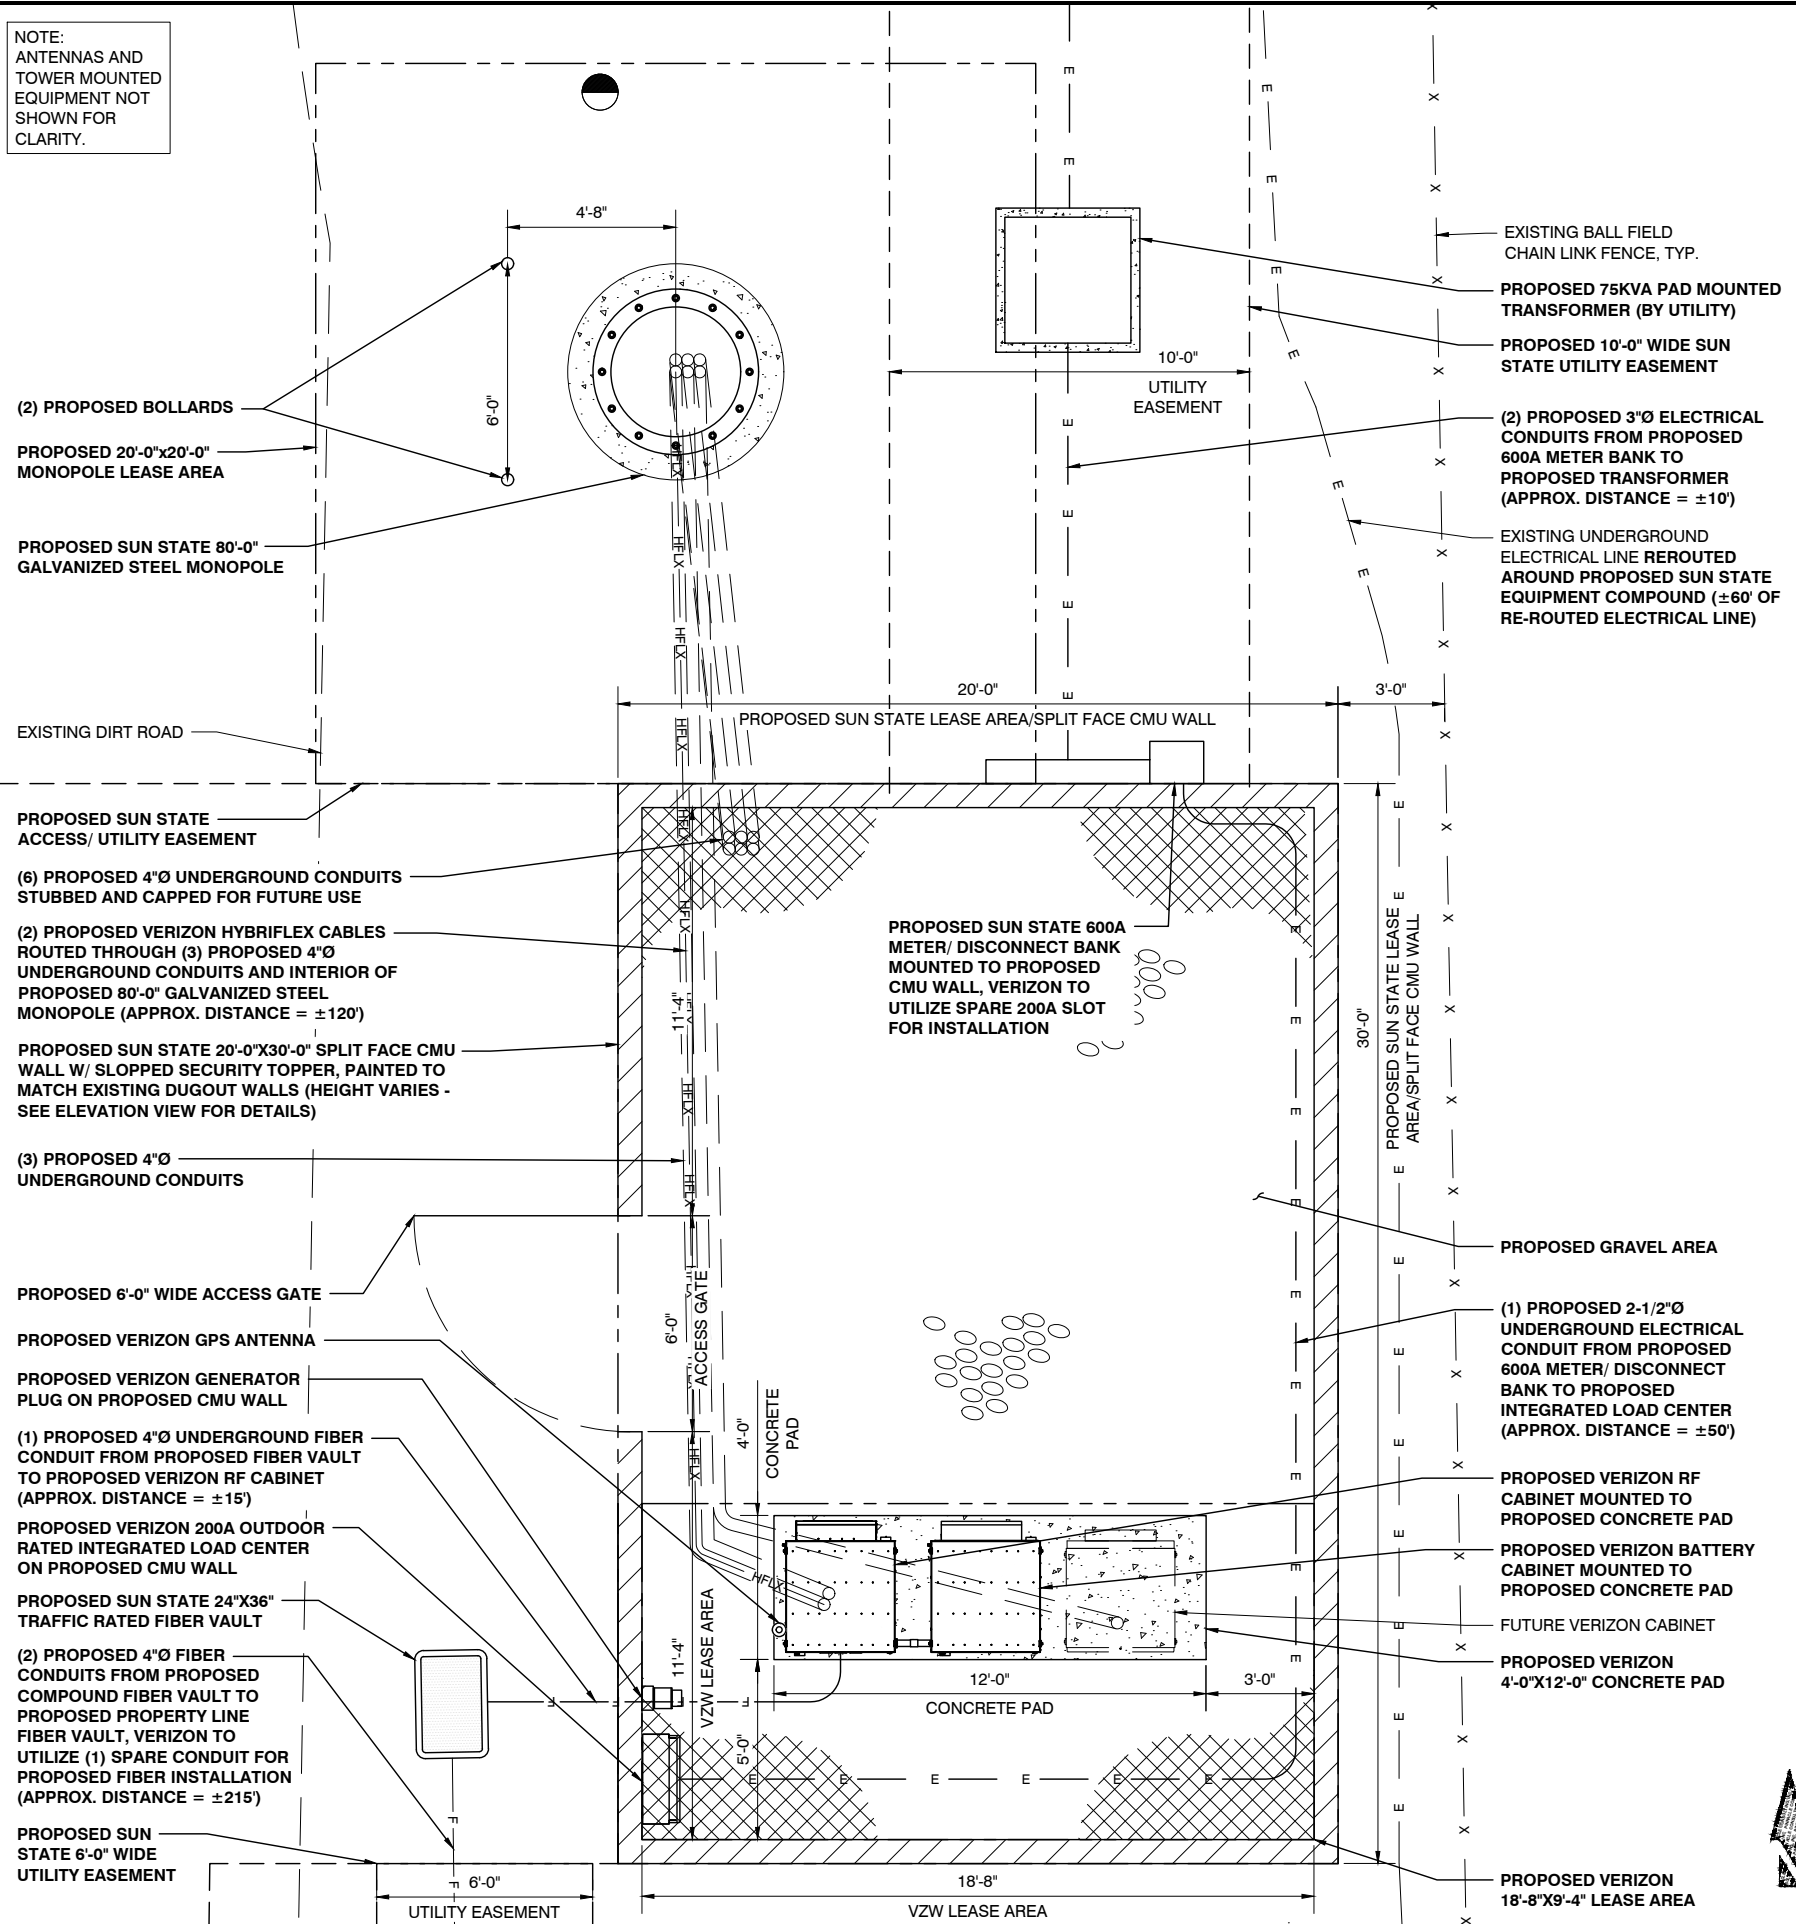 NOTE:
ANTENNAS AND
TOWER MOUNTED
EQUIPMENT NOT
SHOWN FOR
CLARITY.
4'-8"
6'-0"
(2) PROPOSED BOLLARDS
PROPOSED 20'-0"x20'-0"
MONOPOLE LEASE AREA
PROPOSED SUN STATE 80'-0"
GALVANIZED STEEL MONOPOLE
EXISTING DIRT ROAD
PROPOSED SUN STATE
ACCESS/ UTILITY EASEMENT
(6) PROPOSED 4"Ø UNDERGROUND CONDUITS
STUBBED AND CAPPED FOR FUTURE USE
(2) PROPOSED VERIZON HYBRIFLEX CABLES
ROUTED THROUGH (3) PROPOSED 4"Ø
UNDERGROUND CONDUITS AND INTERIOR OF
PROPOSED 80'-0" GALVANIZED STEEL
MONOPOLE (APPROX. DISTANCE = ±120')
PROPOSED SUN STATE 20'-0"X30'-0" SPLIT FACE CMU
WALL W/ SLOPPED SECURITY TOPPER, PAINTED TO
MATCH EXISTING DUGOUT WALLS (HEIGHT VARIES -
SEE ELEVATION VIEW FOR DETAILS)
(3) PROPOSED 4"Ø
UNDERGROUND CONDUITS
PROPOSED 6'-0" WIDE ACCESS GATE
PROPOSED VERIZON GPS ANTENNA
PROPOSED VERIZON GENERATOR
PLUG ON PROPOSED CMU WALL
(1) PROPOSED 4"Ø UNDERGROUND FIBER
CONDUIT FROM PROPOSED FIBER VAULT
TO PROPOSED VERIZON RF CABINET
(APPROX. DISTANCE = ±15')
PROPOSED VERIZON 200A OUTDOOR
RATED INTEGRATED LOAD CENTER
ON PROPOSED CMU WALL
PROPOSED SUN STATE 24"X36"
TRAFFIC RATED FIBER VAULT
(2) PROPOSED 4"Ø FIBER
CONDUITS FROM PROPOSED
COMPOUND FIBER VAULT TO
PROPOSED PROPERTY LINE
FIBER VAULT, VERIZON TO
UTILIZE (1) SPARE CONDUIT FOR
PROPOSED FIBER INSTALLATION
(APPROX. DISTANCE = ±215')
PROPOSED SUN
STATE 6'-0" WIDE
UTILITY EASEMENT
6'-0"
UTILITY EASEMENT
10'-0"
UTILITY
EASEMENT
20'-0"
PROPOSED SUN STATE LEASE AREA/SPLIT FACE CMU WALL
3'-0"
PROPOSED SUN STATE 600A
METER/ DISCONNECT BANK
MOUNTED TO PROPOSED
CMU WALL, VERIZON TO
UTILIZE SPARE 200A SLOT
FOR INSTALLATION
11'-4"
6'-0"
ACCESS GATE
4'-0"
CONCRETE
PAD
11'-4"
VZW LEASE AREA
5'-0"
12'-0"
CONCRETE PAD
3'-0"
18'-8"
VZW LEASE AREA
30'-0"
PROPOSED SUN STATE LEASE
AREA/SPLIT FACE CMU WALL
HFLX
HFLX
HFLX
HFLX
HFLX
HFLX
HFLX
HFLX
HFLX
HFLX
EXISTING BALL FIELD
CHAIN LINK FENCE, TYP.
PROPOSED 75KVA PAD MOUNTED
TRANSFORMER (BY UTILITY)
PROPOSED 10'-0" WIDE SUN
STATE UTILITY EASEMENT
(2) PROPOSED 3"Ø ELECTRICAL
CONDUITS FROM PROPOSED
600A METER BANK TO
PROPOSED TRANSFORMER
(APPROX. DISTANCE = ±10')
EXISTING UNDERGROUND
ELECTRICAL LINE REROUTED
AROUND PROPOSED SUN STATE
EQUIPMENT COMPOUND (±60' OF
RE-ROUTED ELECTRICAL LINE)
PROPOSED GRAVEL AREA
(1) PROPOSED 2-1/2"Ø
UNDERGROUND ELECTRICAL
CONDUIT FROM PROPOSED
600A METER/ DISCONNECT
BANK TO PROPOSED
INTEGRATED LOAD CENTER
(APPROX. DISTANCE = ±50')
PROPOSED VERIZON RF
CABINET MOUNTED TO
PROPOSED CONCRETE PAD
PROPOSED VERIZON BATTERY
CABINET MOUNTED TO
PROPOSED CONCRETE PAD
FUTURE VERIZON CABINET
PROPOSED VERIZON
4'-0"X12'-0" CONCRETE PAD
PROPOSED VERIZON
18'-8"X9'-4" LEASE AREA